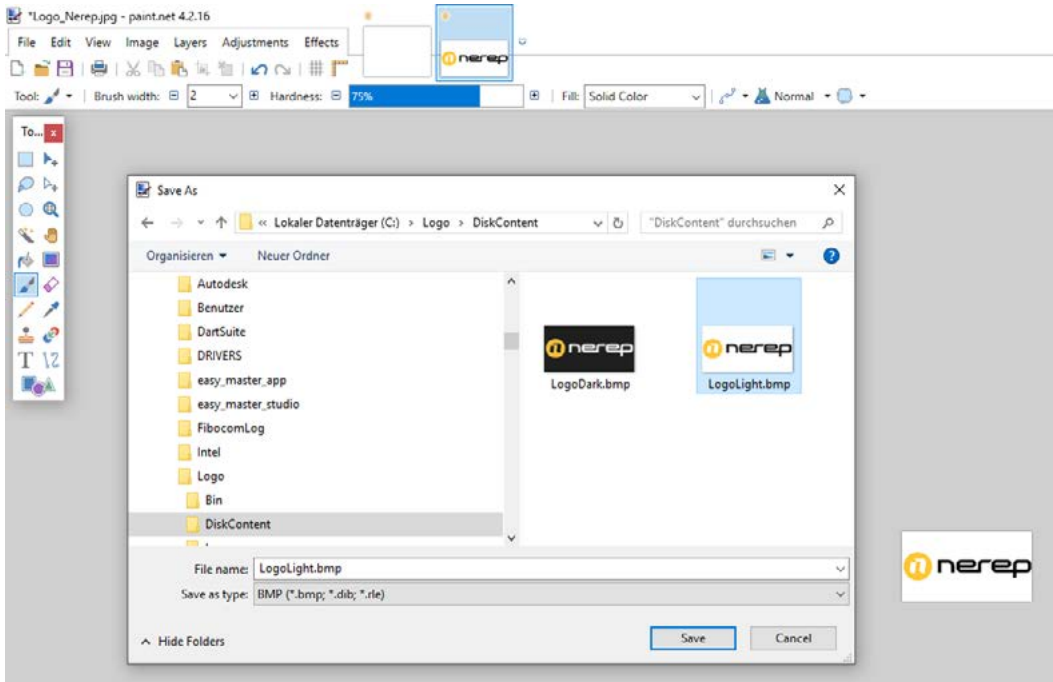 *Logo_Nerep.jpg - paint.net 4.2.16
File Edit View Image Layers Adjustments Effects
nerep
Tool: Brush width: 2 Hardness: 75% Fill: Solid Color Normal
To... x
Save As
« Lokaler Datenträger (C:) > Logo > DiskContent "DiskContent" durchsuchen
Organisieren Neuer Ordner
Autodesk
Benutzer
DartSuite
DRIVERS
easy_master_app
easy_master_studio
FibocomLog
Intel
Logo
Bin
DiskContent
nerep nerep
LogoDark.bmp LogoLight.bmp
File name: LogoLight.bmp
Save as type: BMP (*.bmp; *.dib; *.rle)
Hide Folders Save Cancel
nerep